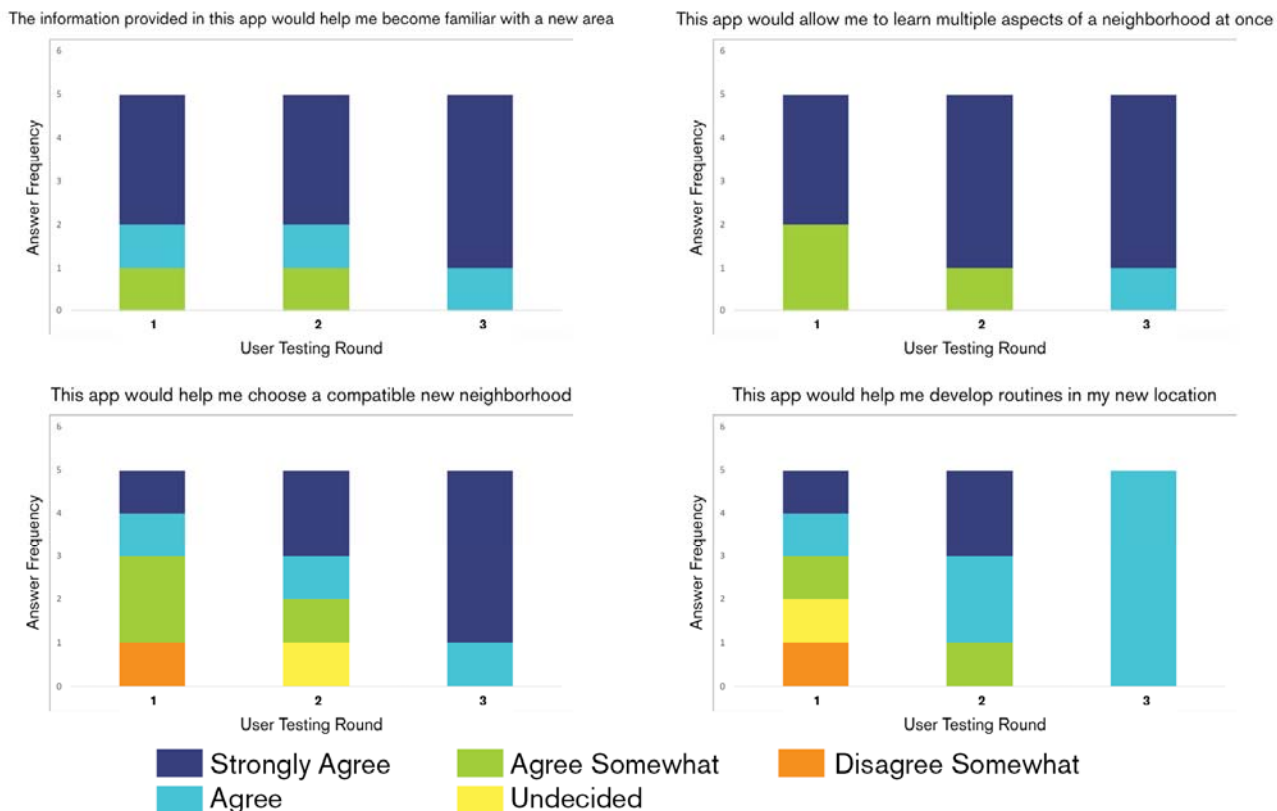 The information provided in this app would help me become familiar with a new area
6
5
4
3
2
1
0
Answer Frequency
1 2 3
User Testing Round
This app would allow me to learn multiple aspects of a neighborhood at once
6
5
4
3
2
1
0
Answer Frequency
1 2 3
User Testing Round
This app would help me choose a compatible new neighborhood
6
5
4
3
2
1
0
Answer Frequency
1 2 3
User Testing Round
This app would help me develop routines in my new location
6
5
4
3
2
1
0
Answer Frequency
1 2 3
User Testing Round
Strongly Agree
Agree Somewhat
Disagree Somewhat
Agree
Undecided